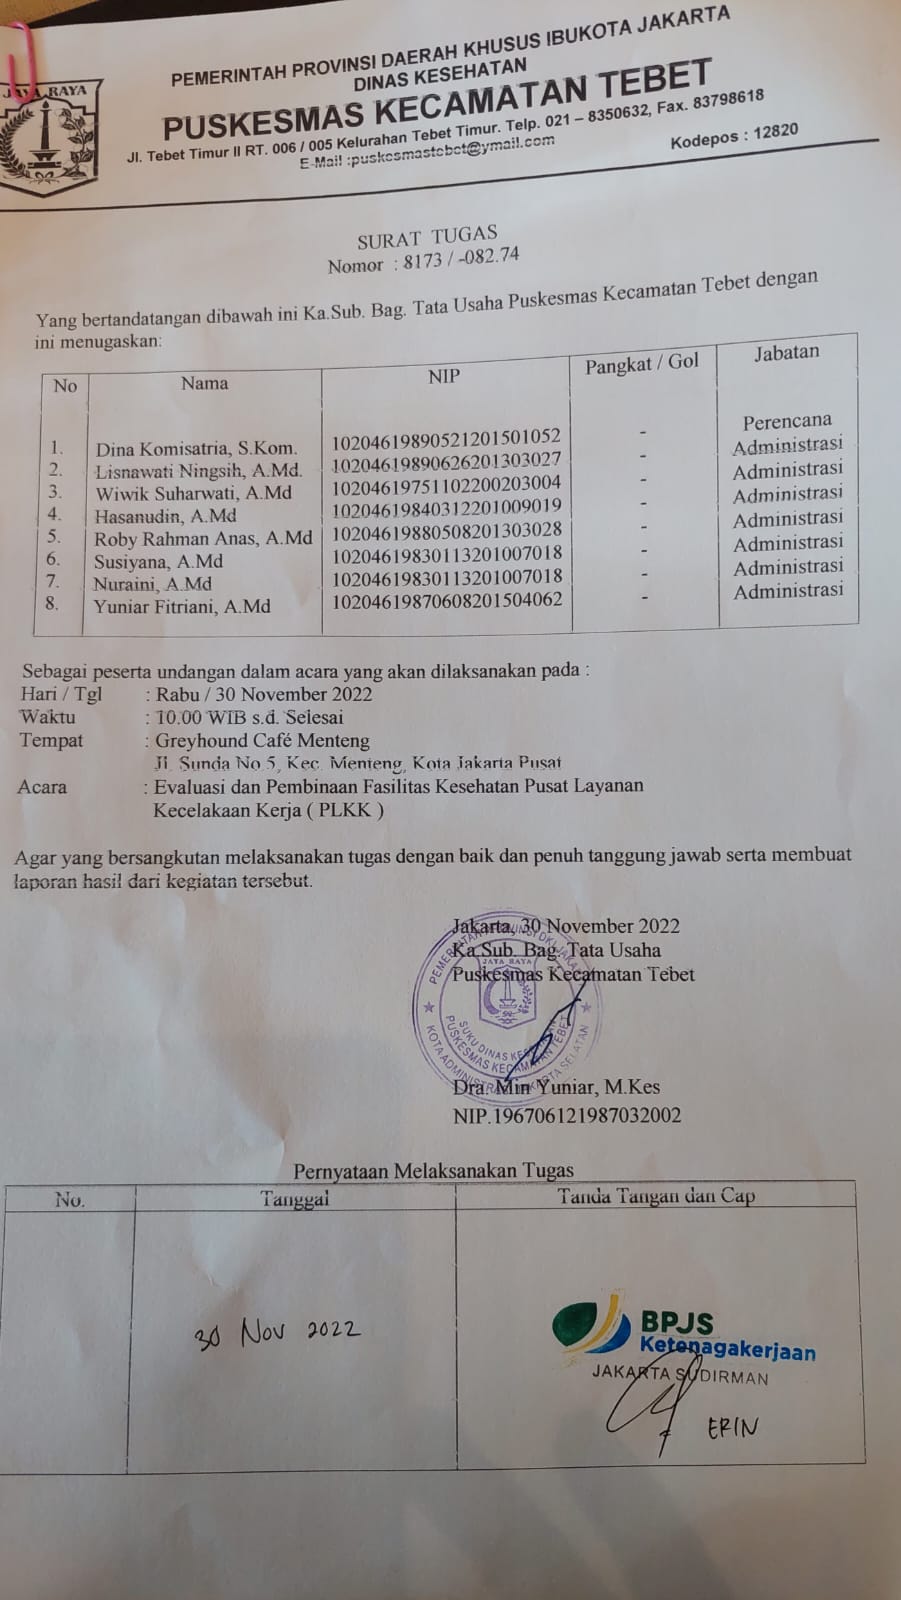 JAYA RAYA
PEMERINTAH PROVINSI DAERAH KHUSUS IBUKOTA JAKARTA
DINAS KESEHATAN
PUSKESMAS KECAMATAN TEBET
Jl. Tebet Timur II RT. 006 / 005 Kelurahan Tebet Timur. Telp. 021 – 8350632, Fax. 83798618
E-Mail :puskesmastebet@ymail.com
Kodepos : 12820
SURAT TUGAS
Nomor : 8173 / -082.74
Yang bertandatangan dibawah ini Ka.Sub. Bag. Tata Usaha Puskesmas Kecamatan Tebet dengan
ini menugaskan:
No Nama NIP Pangkat / Gol Jabatan
1. Dina Komisatria, S.Kom. 10204619890521201501052 - Perencana
2. Lisnawati Ningsih, A.Md. 10204619890626201303027 - Administrasi
3. Wiwik Suharwati, A.Md 10204619751102200203004 - Administrasi
4. Hasanudin, A.Md 10204619840312201009019 - Administrasi
5. Roby Rahman Anas, A.Md 10204619880508201303028 - Administrasi
6. Susiyana, A.Md 10204619830113201007018 - Administrasi
7. Nuraini, A.Md 10204619830113201007018 - Administrasi
8. Yuniar Fitriani, A.Md 10204619870608201504062 - Administrasi
Sebagai peserta undangan dalam acara yang akan dilaksanakan pada :
Hari / Tgl : Rabu / 30 November 2022
Waktu : 10.00 WIB s.d. Selesai
Tempat : Greyhound Café Menteng
Jl. Sunda No.5, Kec. Menteng, Kota Jakarta Pusat
Acara : Evaluasi dan Pembinaan Fasilitas Kesehatan Pusat Layanan
Kecelakaan Kerja ( PLKK )
Agar yang bersangkutan melaksanakan tugas dengan baik dan penuh tanggung jawab serta membuat
laporan hasil dari kegiatan tersebut.
Jakarta, 30 November 2022
Ka.Sub. Bag. Tata Usaha
Puskesmas Kecamatan Tebet
JAYA RAYA
SUKU DINAS
PUSKESMAS KECAMATAN TEBET
Dra. Min Yuniar, M.Kes
NIP.196706121987032002
Pernyataan Melaksanakan Tugas
No. Tanggal Tanda Tangan dan Cap
30 Nov 2022
BPJS
Ketenagakerjaan
JAKARTA SUDIRMAN
ERIN